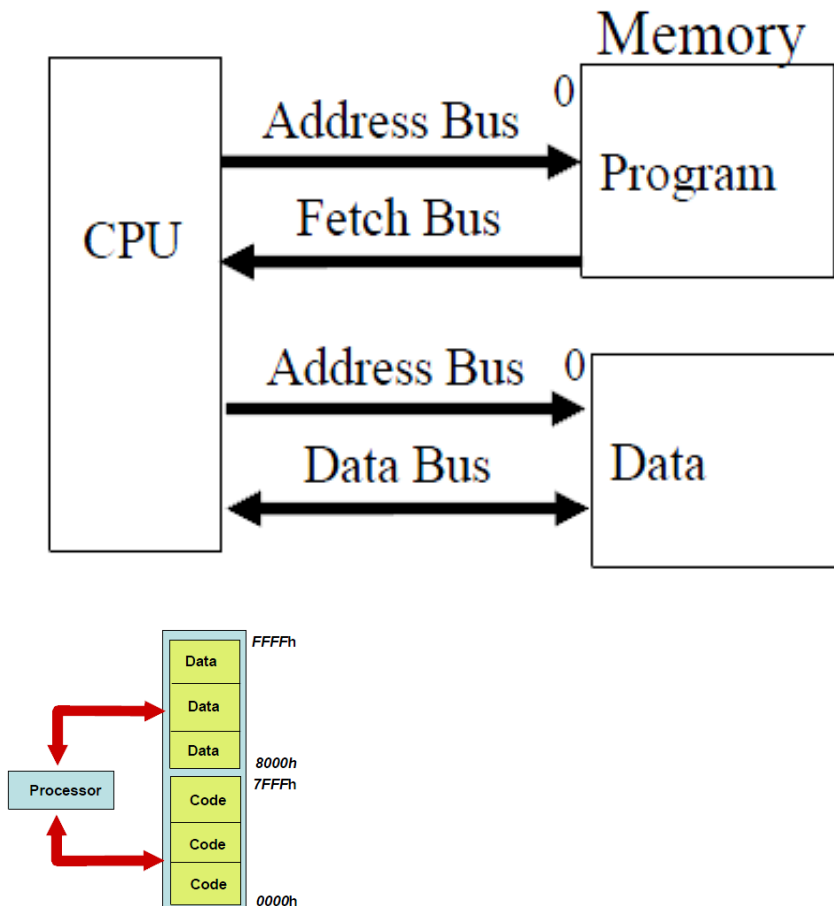 Memory
0
Address Bus
Program
Fetch Bus
CPU
Address Bus
0
Data Bus
Data
FFFFh
Data
Data
Data
8000h
7FFFh
Processor
Code
Code
Code
0000h